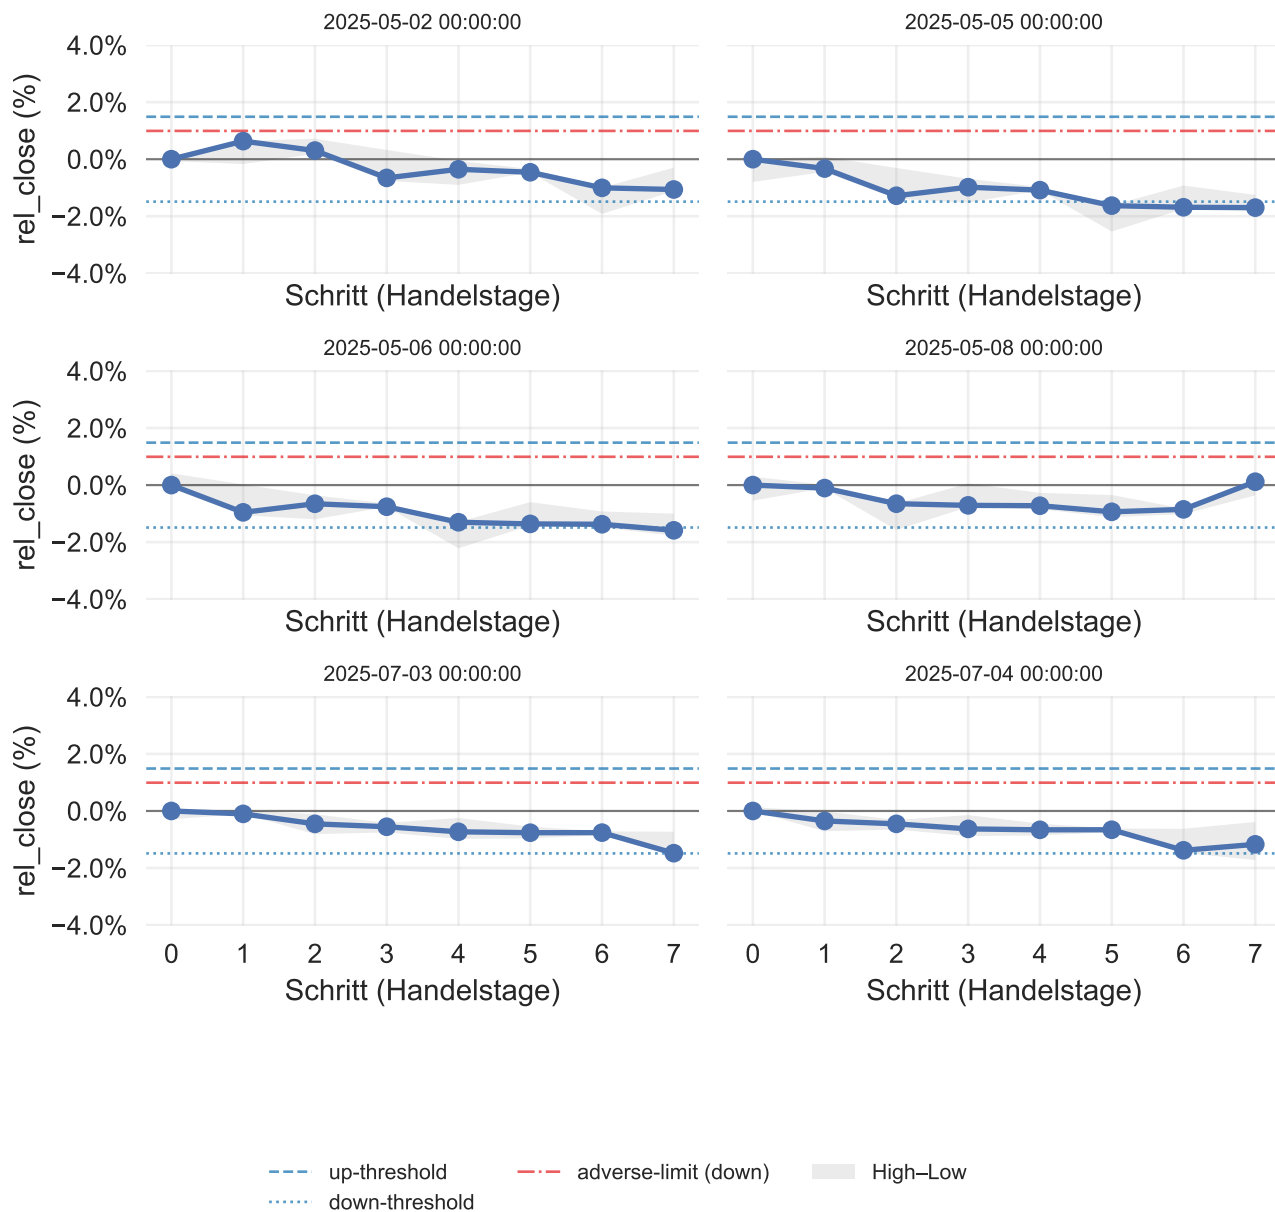 2025-05-02 00:00:00
2025-05-05 00:00:00
rel_close (%)
4.0%
2.0%
0.0%
−2.0%
−4.0%
Schritt (Handelstage)
Schritt (Handelstage)
2025-05-06 00:00:00
2025-05-08 00:00:00
rel_close (%)
4.0%
2.0%
0.0%
−2.0%
−4.0%
Schritt (Handelstage)
Schritt (Handelstage)
2025-07-03 00:00:00
2025-07-04 00:00:00
rel_close (%)
4.0%
2.0%
0.0%
−2.0%
−4.0%
0 1 2 3 4 5 6 7
0 1 2 3 4 5 6 7
Schritt (Handelstage)
Schritt (Handelstage)
up-threshold
down-threshold
adverse-limit (down)
High–Low